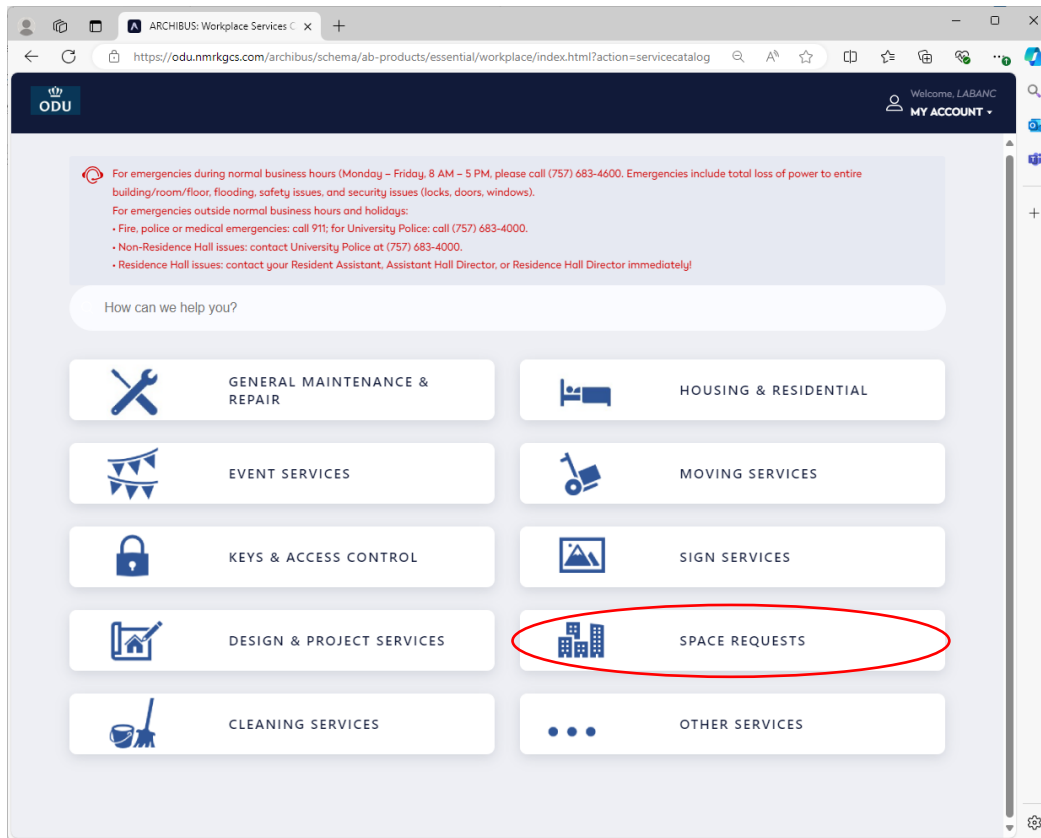 ARCHIBUS: Workplace Services C
https://odu.nmrkgcs.com/archibus/schema/ab-products/essential/workplace/index.html?action=servicecatalog
ODU
Welcome, LABANC
MY ACCOUNT
For emergencies during normal business hours (Monday – Friday, 8 AM – 5 PM, please call (757) 683-4600. Emergencies include total loss of power to entire
building/room/floor, flooding, safety issues, and security issues (locks, doors, windows).
For emergencies outside normal business hours and holidays:
• Fire, police or medical emergencies: call 911; for University Police: call (757) 683-4000.
• Non-Residence Hall issues: contact University Police at (757) 683-4000.
• Residence Hall issues: contact your Resident Assistant, Assistant Hall Director, or Residence Hall Director immediately!
How can we help you?
GENERAL MAINTENANCE &
REPAIR
HOUSING & RESIDENTIAL
EVENT SERVICES
MOVING SERVICES
KEYS & ACCESS CONTROL
SIGN SERVICES
DESIGN & PROJECT SERVICES
SPACE REQUESTS
CLEANING SERVICES
OTHER SERVICES